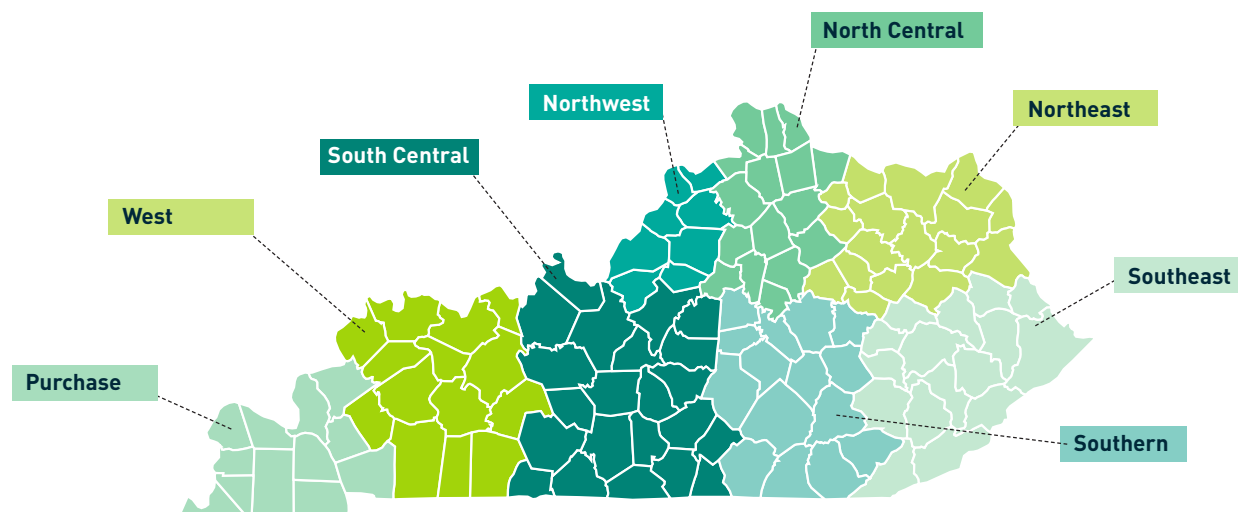 North Central
Northwest
Northeast
South Central
West
Southeast
Purchase
Southern